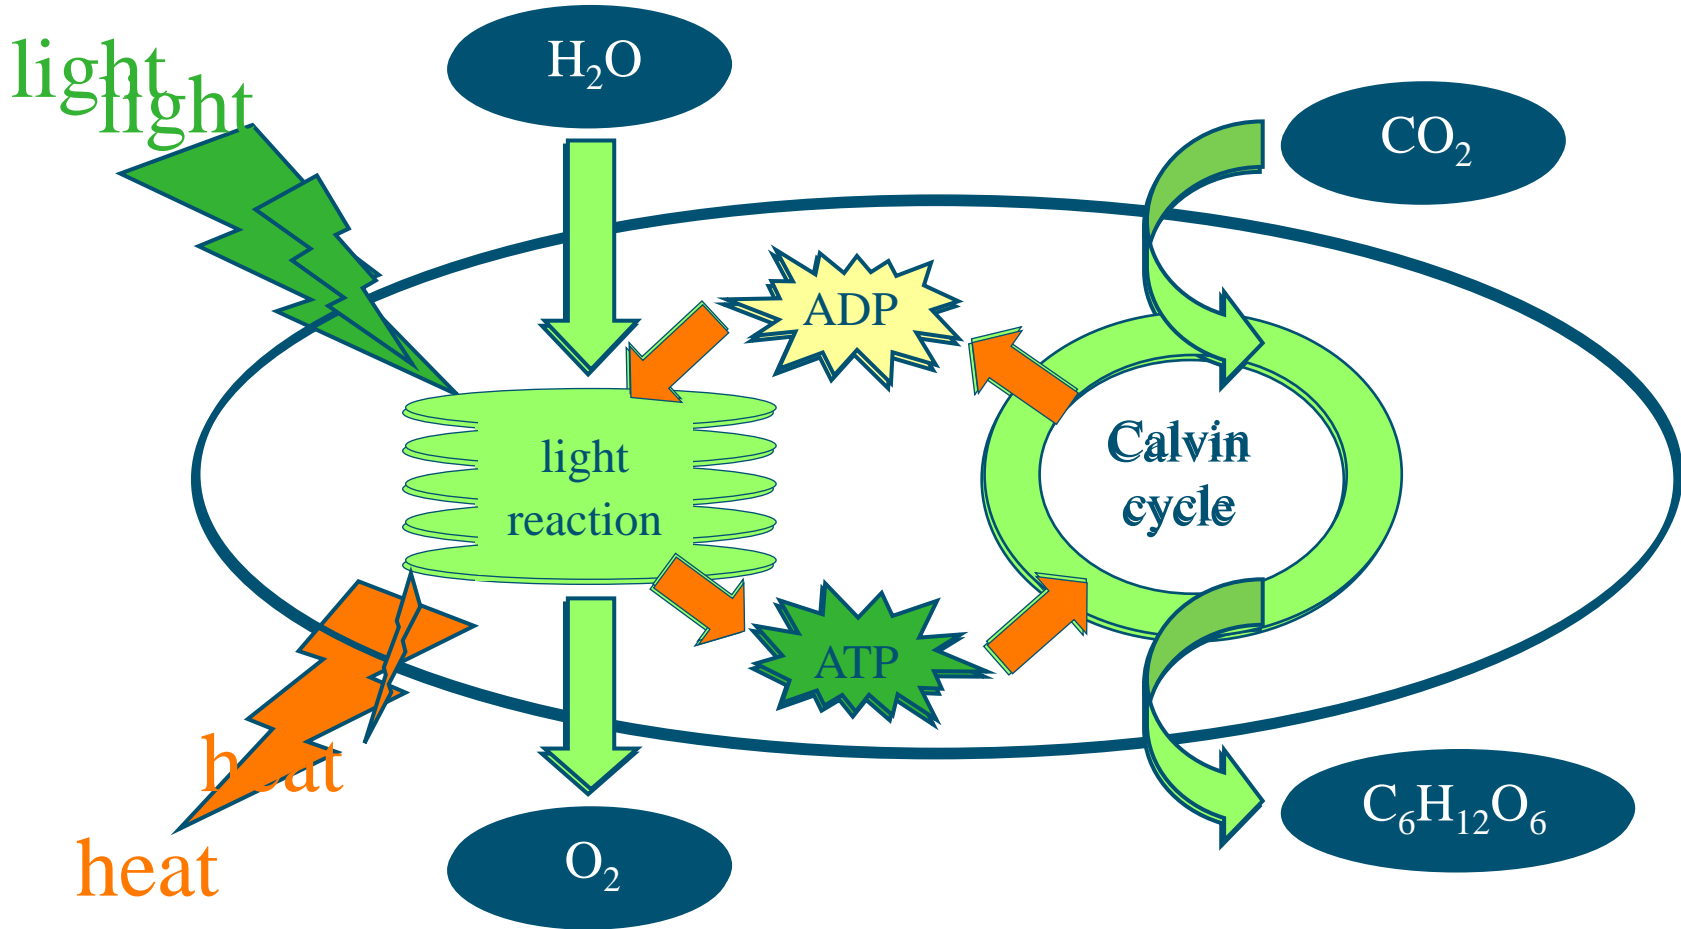 light
light
H₂O
CO₂
ADP
light
reaction
Calvin
cycle
ATP
heat
heat
O₂
C₆H₁₂O₆